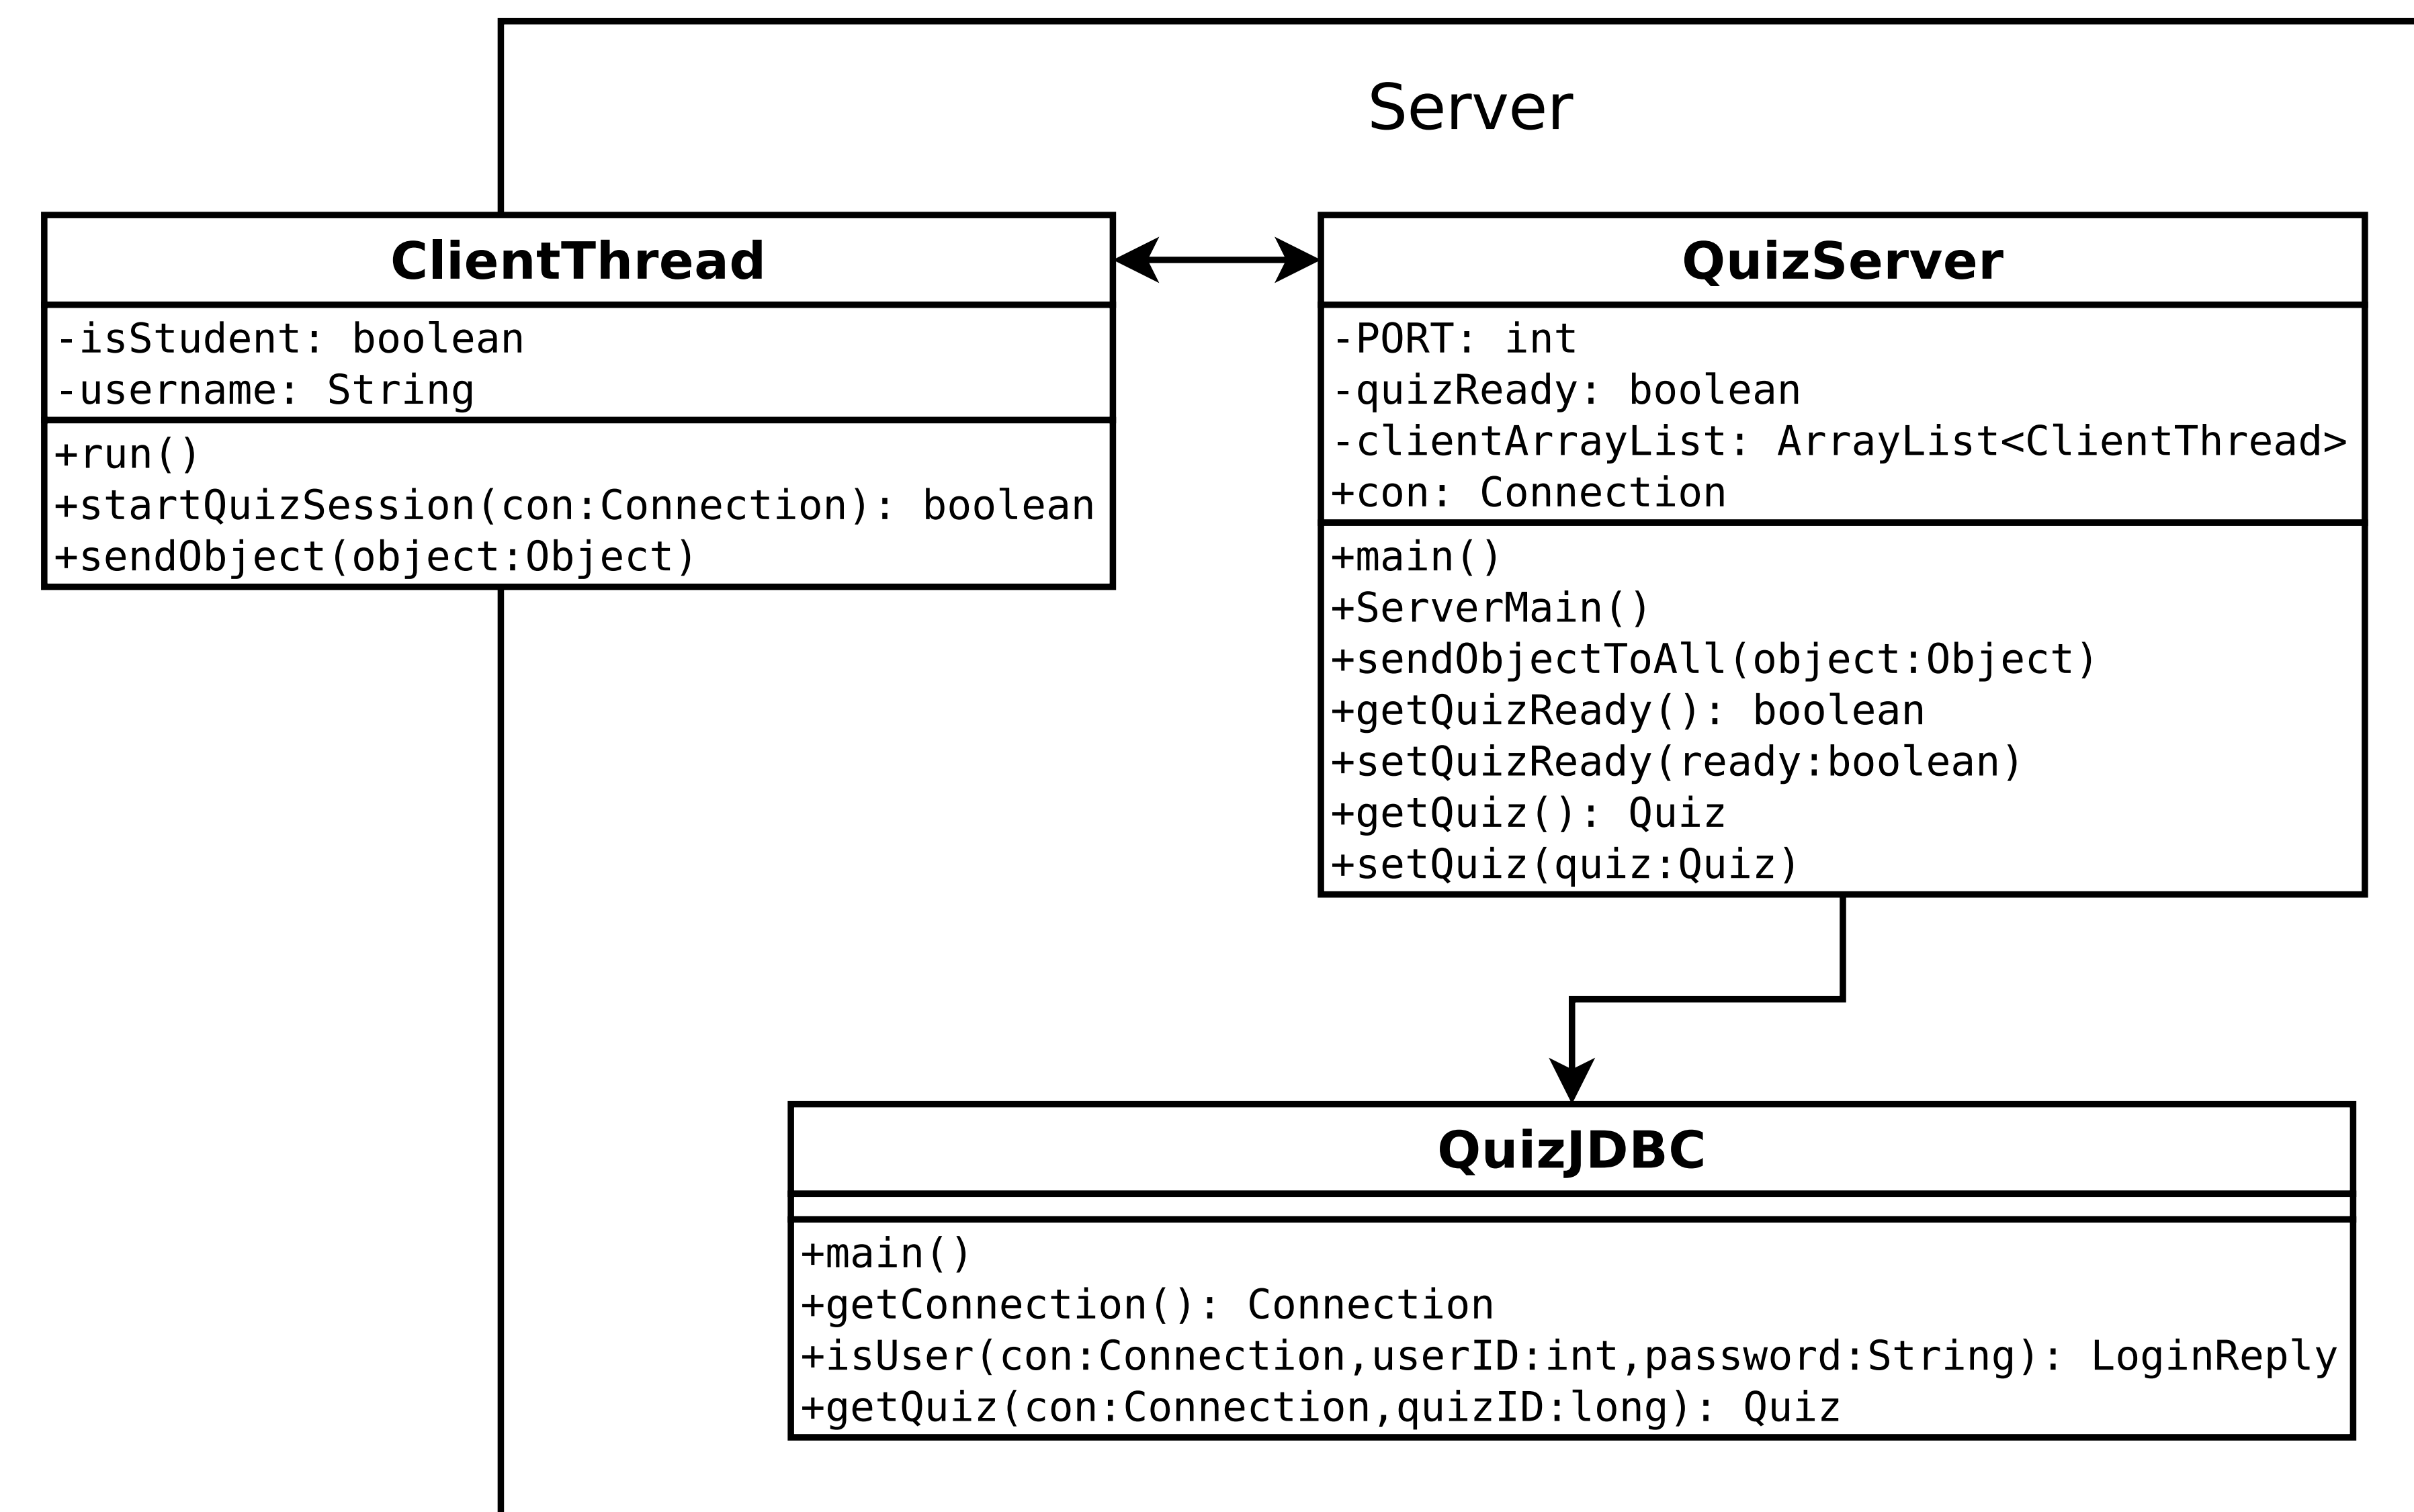 Server
ClientThread
-isStudent: boolean
-username: String
+run()
+startQuizSession(con:Connection): boolean
+sendObject(object:Object)
QuizServer
-PORT: int
-quizReady: boolean
-clientArrayList: ArrayList<ClientThread>
+con: Connection
+main()
+ServerMain()
+sendObjectToAll(object:Object)
+getQuizReady(): boolean
+setQuizReady(ready:boolean)
+getQuiz(): Quiz
+setQuiz(quiz:Quiz)
QuizJDBC
+main()
+getConnection(): Connection
+isUser(con:Connection,userID:int,password:String): LoginReply
+getQuiz(con:Connection,quizID:long): Quiz